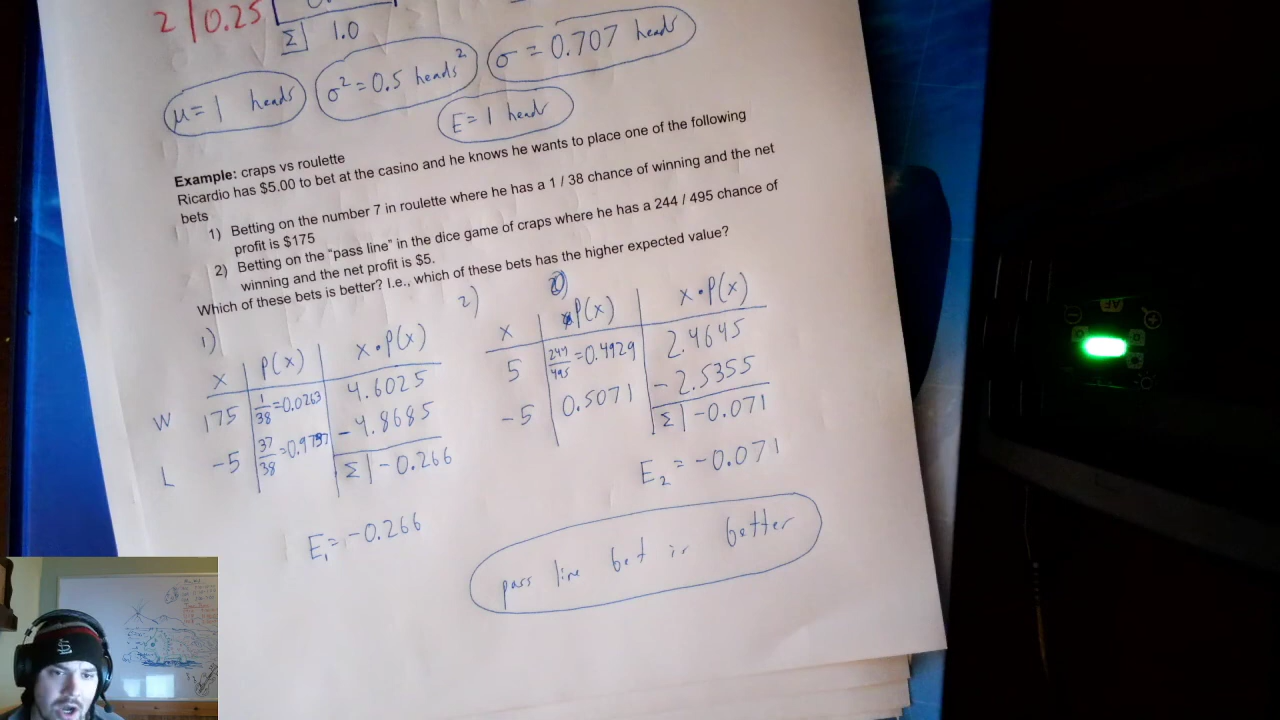 2 | 0.25
Σ | 1.0
μ = 1 heads
σ² = 0.5 heads²
σ = 0.707 heads
E = 1 heads
Example: craps vs roulette
Ricardio has $5.00 to bet at the casino and he knows he wants to place one of the following
bets
1) Betting on the number 7 in roulette where he has a 1 / 38 chance of winning and the net
profit is $175
2) Betting on the “pass line” in the dice game of craps where he has a 244 / 495 chance of
winning and the net profit is $5.
Which of these bets is better? I.e., which of these bets has the higher expected value?
1)
x | P(x) | x•P(x)
W 175 | 1/38 = 0.0263 | 4.6025
L -5 | 37/38 = 0.9737 | -4.8685
Σ | -0.266
E₁ = -0.266
2)
x | P(x) | x•P(x)
5 | 244/495 = 0.4929 | 2.4645
-5 | 0.5071 | -2.5355
Σ | -0.071
E₂ = -0.071
pass line bet is better
AF